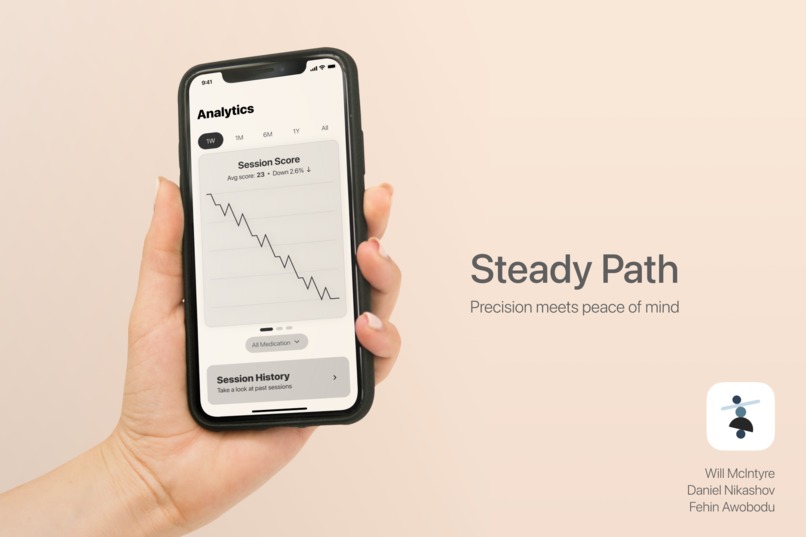 9:41
Analytics
1W 1M 6M 1Y All
Session Score
Avg score: 23 • Down 2.6% ↓
All Medication
Session History
Take a look at past sessions
Steady Path
Precision meets peace of mind
Will McIntyre
Daniel Nikashov
Fehin Awobodu